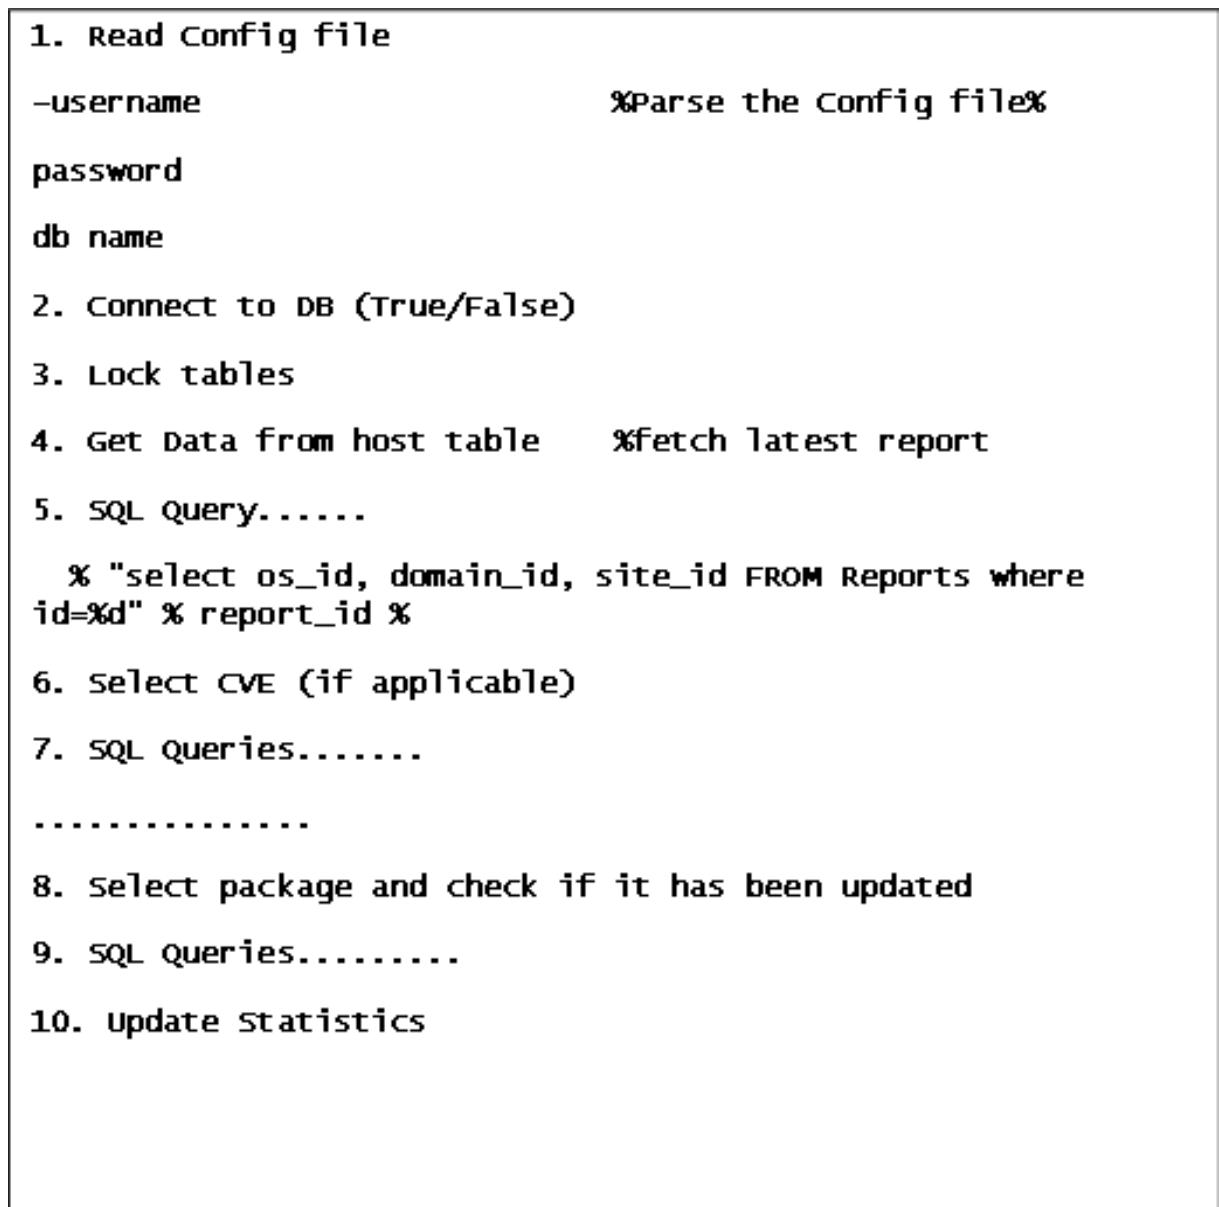 1. Read Config file
–username %Parse the Config file%
password
db name
2. Connect to DB (True/False)
3. Lock tables
4. Get Data from host table %fetch latest report
5. SQL Query......
% "select os_id, domain_id, site_id FROM Reports where
id=%d" % report_id %
6. Select CVE (if applicable)
7. SQL Queries.......
...............
8. Select package and check if it has been updated
9. SQL Queries.........
10. Update Statistics